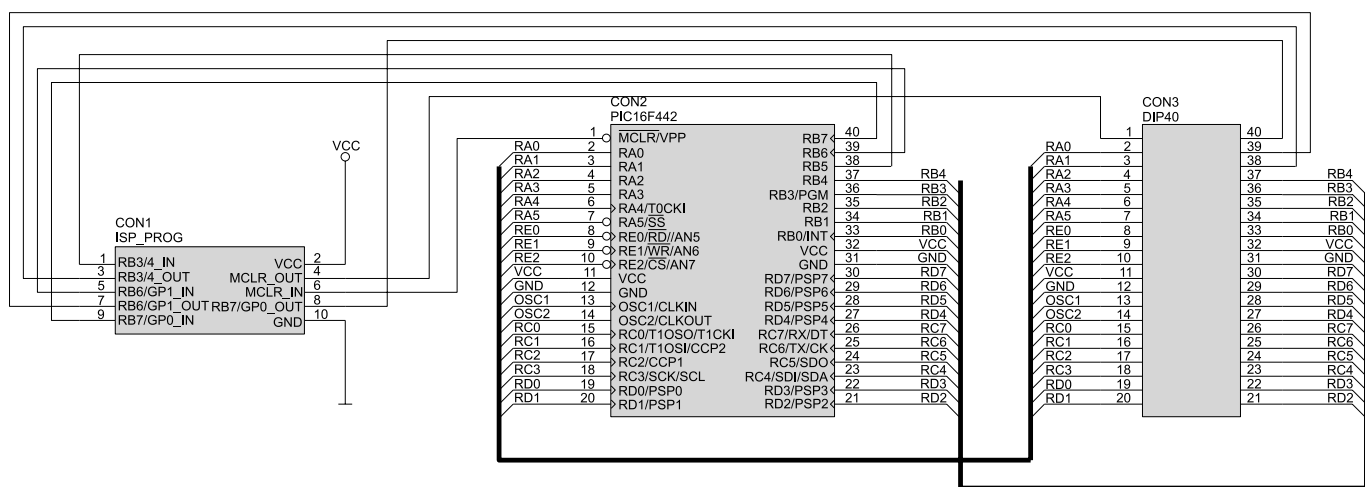 CON2
PIC16F442
CON3
DIP40
VCC
CON1
ISP_PROG
1 RB3/4_IN VCC 2
3 RB3/4_OUT MCLR_OUT 4
5 RB6/GP1_IN MCLR_IN 6
7 RB6/GP1_OUT RB7/GP0_OUT 8
9 RB7/GP0_IN GND 10
1 MCLR/VPP RB7 40
RA0 2 RA0 RB6 39
RA1 3 RA1 RB5 38
RA2 4 RA2 RB4 37 RB4
RA3 5 RA3 RB3/PGM 36 RB3
RA4 6 RA4/T0CKI RB2 35 RB2
RA5 7 RA5/SS RB1 34 RB1
RE0 8 RE0/RD//AN5 RB0/INT 33 RB0
RE1 9 RE1/WR/AN6 VCC 32 VCC
RE2 10 RE2/CS/AN7 GND 31 GND
VCC 11 VCC RD7/PSP7 30 RD7
GND 12 GND RD6/PSP6 29 RD6
OSC1 13 OSC1/CLKIN RD5/PSP5 28 RD5
OSC2 14 OSC2/CLKOUT RD4/PSP4 27 RD4
RC0 15 RC0/T1OSO/T1CKI RC7/RX/DT 26 RC7
RC1 16 RC1/T1OSI/CCP2 RC6/TX/CK 25 RC6
RC2 17 RC2/CCP1 RC5/SDO 24 RC5
RC3 18 RC3/SCK/SCL RC4/SDI/SDA 23 RC4
RD0 19 RD0/PSP0 RD3/PSP3 22 RD3
RD1 20 RD1/PSP1 RD2/PSP2 21 RD2
1 40
RA0 2 39
RA1 3 38
RA2 4 37 RB4
RA3 5 36 RB3
RA4 6 35 RB2
RA5 7 34 RB1
RE0 8 33 RB0
RE1 9 32 VCC
RE2 10 31 GND
VCC 11 30 RD7
GND 12 29 RD6
OSC1 13 28 RD5
OSC2 14 27 RD4
RC0 15 26 RC7
RC1 16 25 RC6
RC2 17 24 RC5
RC3 18 23 RC4
RD0 19 22 RD3
RD1 20 21 RD2